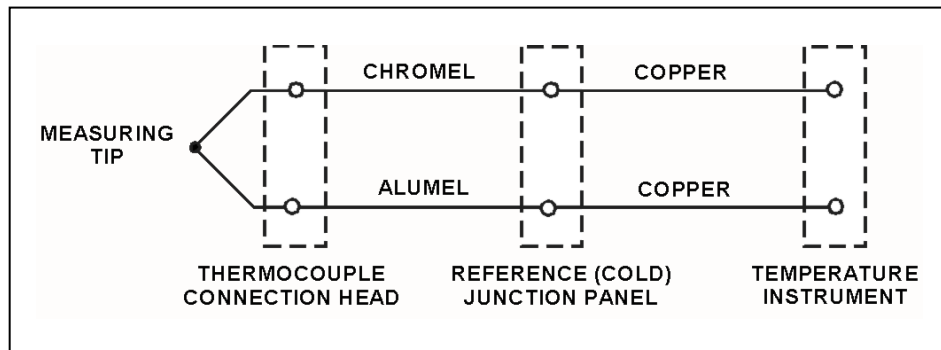 CHROMEL
COPPER
MEASURING
TIP
ALUMEL
COPPER
THERMOCOUPLE
CONNECTION HEAD
REFERENCE (COLD)
JUNCTION PANEL
TEMPERATURE
INSTRUMENT